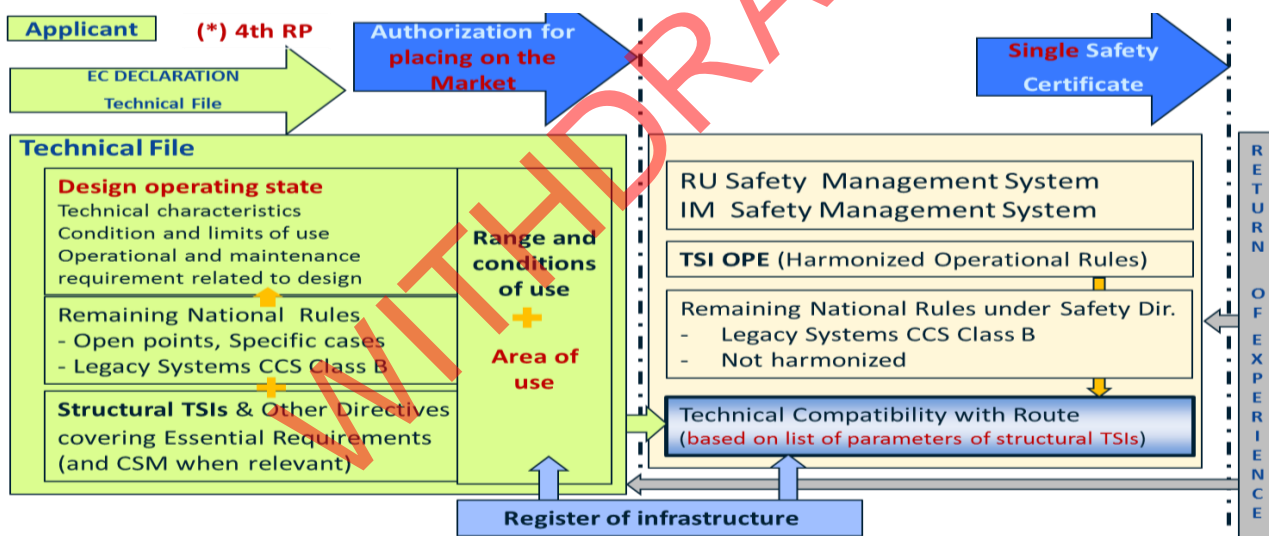 Applicant
(*) 4th RP
EC DECLARATION
Technical File
Authorization for
placing on the
Market
Single Safety
Certificate
Technical File
Design operating state
Technical characteristics
Condition and limits of use
Operational and maintenance
requirement related to design
Remaining National Rules
- Open points, Specific cases
- Legacy Systems CCS Class B
Structural TSIs & Other Directives
covering Essential Requirements
(and CSM when relevant)
Range and
conditions
of use
Area of
use
RU Safety Management System
IM Safety Management System
TSI OPE (Harmonized Operational Rules)
Remaining National Rules under Safety Dir.
- Legacy Systems CCS Class B
- Not harmonized
Technical Compatibility with Route
(based on list of parameters of structural TSIs)
Register of infrastructure
RETURN OF EXPERIENCE